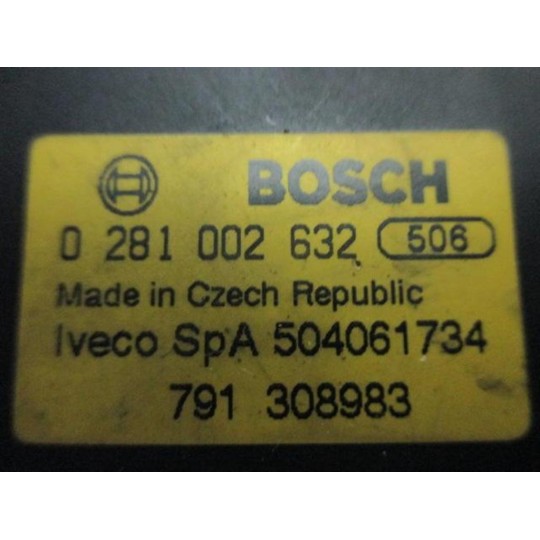 BOSCH
0 281 002 632 506
Made in Czech Republic
Iveco SpA 504061734
791 308983